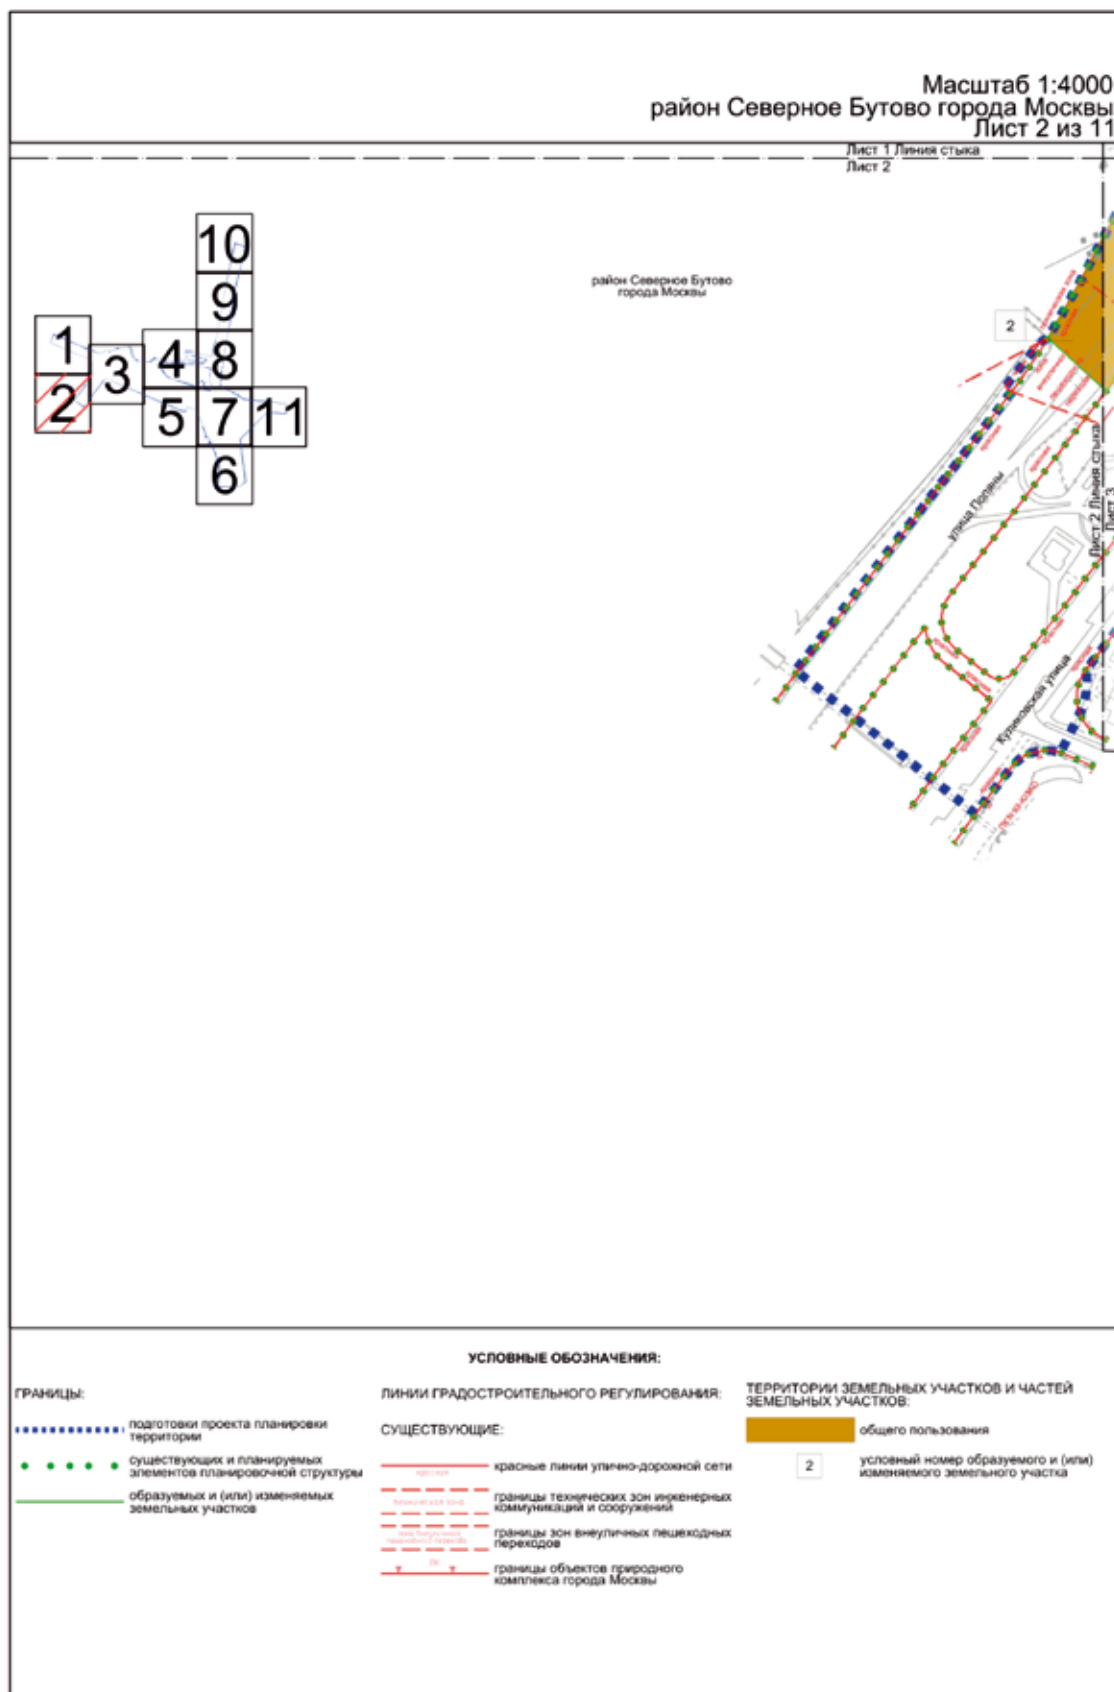 Масштаб 1:4000
район Северное Бутово города Москвы
Лист 2 из 11
Лист 1 Линия стыка
Лист 2
10
9
1
3
4
8
2
5
7
11
6
район Северное Бутово
города Москвы
2
улица Поляны
Лист 2 Линия стыка
Лист 3
Куликовская улица
УСЛОВНЫЕ ОБОЗНАЧЕНИЯ:
ГРАНИЦЫ:
подготовки проекта планировки
территории
существующих и планируемых
элементов планировочной структуры
образуемых и (или) изменяемых
земельных участков
ЛИНИИ ГРАДОСТРОИТЕЛЬНОГО РЕГУЛИРОВАНИЯ:
СУЩЕСТВУЮЩИЕ:
красные линии улично-дорожной сети
границы технических зон инженерных
коммуникаций и сооружений
границы зон внеуличных пешеходных
переходов
ПК
границы объектов природного
комплекса города Москвы
ТЕРРИТОРИИ ЗЕМЕЛЬНЫХ УЧАСТКОВ И ЧАСТЕЙ
ЗЕМЕЛЬНЫХ УЧАСТКОВ:
общего пользования
2
условный номер образуемого и (или)
изменяемого земельного участка